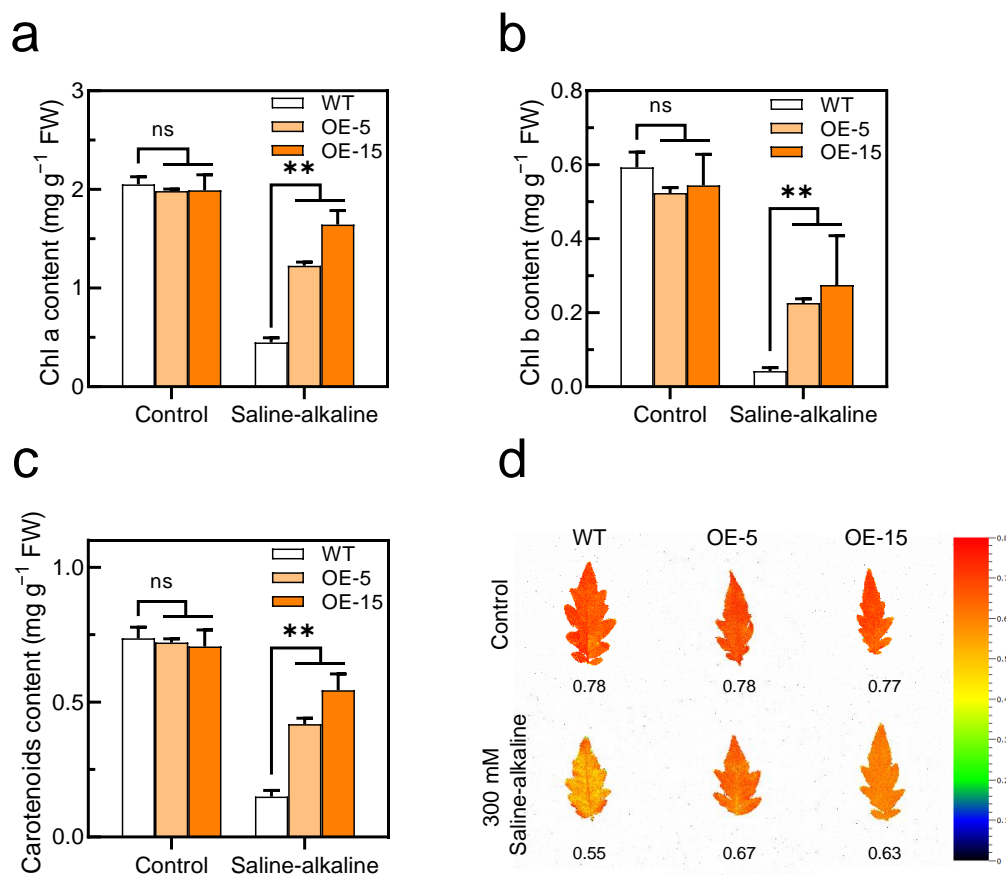 a
Chl a content (mg g⁻¹ FW)
3
2
1
0
ns
**
WT
OE-5
OE-15
Control
Saline-alkaline
b
Chl b content (mg g⁻¹ FW)
0.8
0.6
0.4
0.2
0.0
ns
**
WT
OE-5
OE-15
Control
Saline-alkaline
c
Carotenoids content (mg g⁻¹ FW)
1.0
0.5
0.0
ns
**
WT
OE-5
OE-15
Control
Saline-alkaline
d
WT
OE-5
OE-15
Control
0.78
0.78
0.77
300 mM
Saline-alkaline
0.55
0.67
0.63